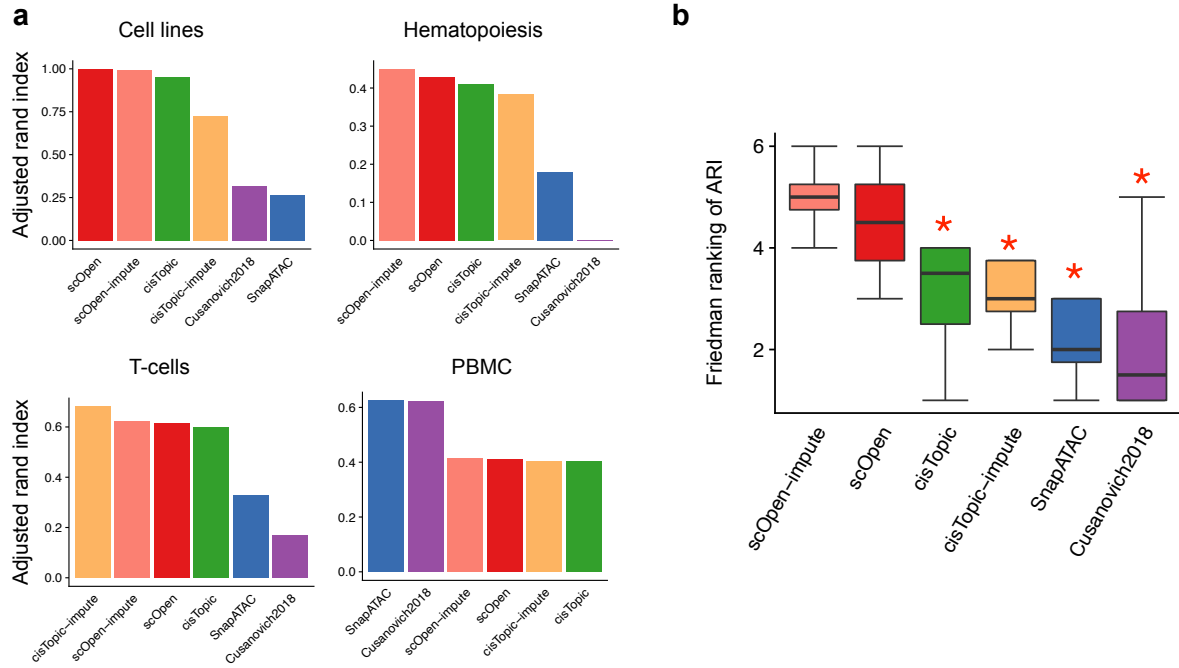 a
Cell lines
Adjusted rand index
1.00
0.75
0.50
0.25
0.00
scOpen
scOpen−impute
cisTopic
cisTopic−impute
Cusanovich2018
SnapATAC
Hematopoiesis
0.4
0.3
0.2
0.1
0.0
scOpen−impute
scOpen
cisTopic
cisTopic−impute
SnapATAC
Cusanovich2018
T-cells
Adjusted rand index
0.6
0.4
0.2
0.0
cisTopic−impute
scOpen−impute
scOpen
cisTopic
SnapATAC
Cusanovich2018
PBMC
0.6
0.4
0.2
0.0
SnapATAC
Cusanovich2018
scOpen−impute
scOpen
cisTopic−impute
cisTopic
b
Friedman ranking of ARI
6
4
2
*
*
*
*
scOpen−impute
scOpen
cisTopic
cisTopic−impute
SnapATAC
Cusanovich2018